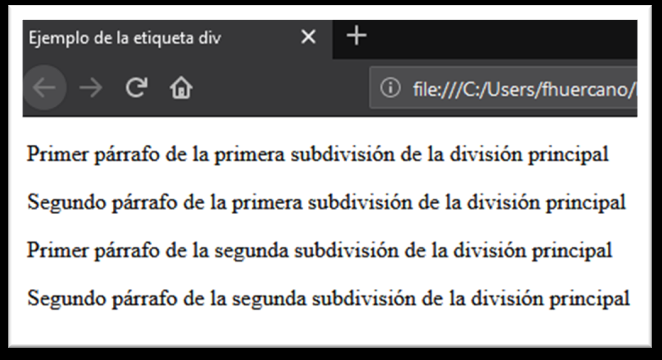 Ejemplo de la etiqueta div
file:///C:/Users/fhuercano/
Primer párrafo de la primera subdivisión de la división principal
Segundo párrafo de la primera subdivisión de la división principal
Primer párrafo de la segunda subdivisión de la división principal
Segundo párrafo de la segunda subdivisión de la división principal